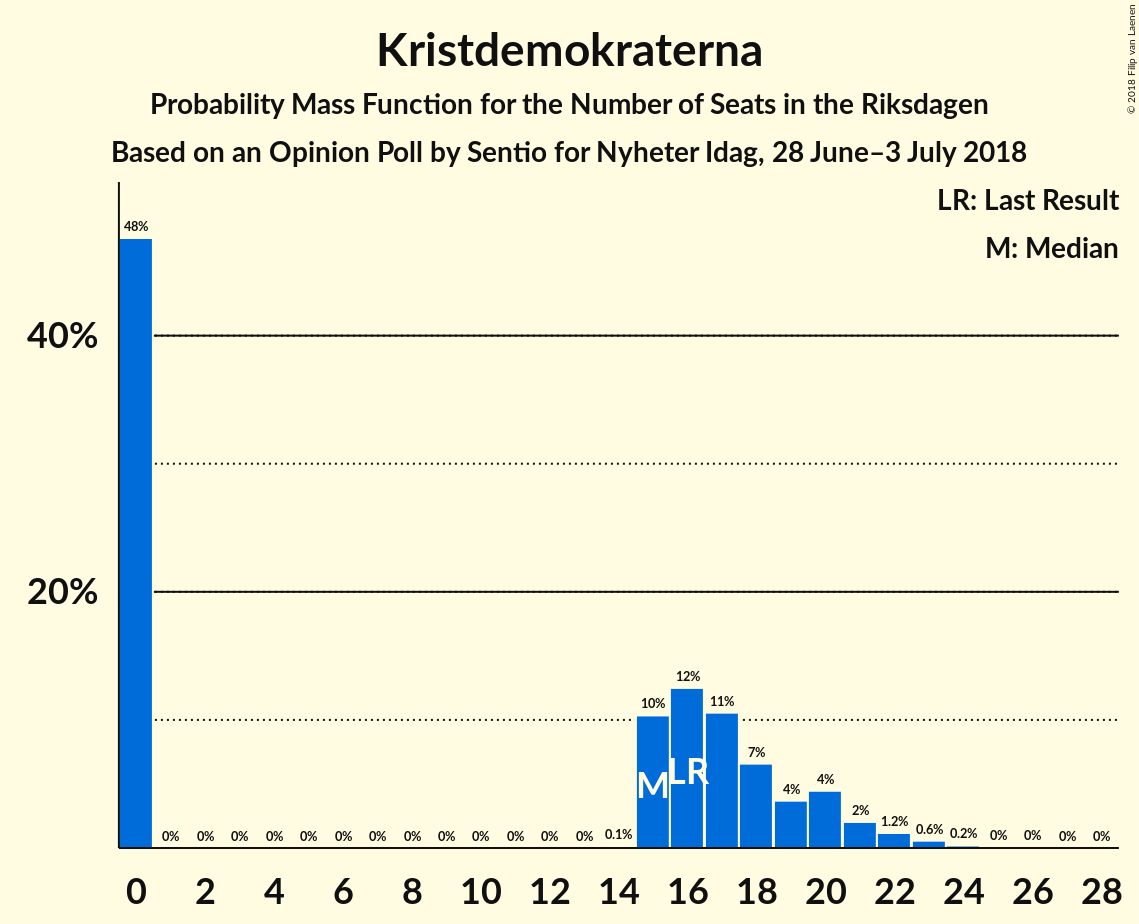 © 2018 Filip van Laenen
Kristdemokraterna
Probability Mass Function for the Number of Seats in the Riksdagen
Based on an Opinion Poll by Sentio for Nyheter Idag, 28 June–3 July 2018
LR: Last Result
M: Median
48%
40%
20%
0% 0% 0% 0% 0% 0% 0% 0% 0% 0% 0% 0% 0% 0.1% 10% 12% 11% 7% 4% 4% 2% 1.2% 0.6% 0.2% 0% 0% 0% 0%
M LR
0 2 4 6 8 10 12 14 16 18 20 22 24 26 28